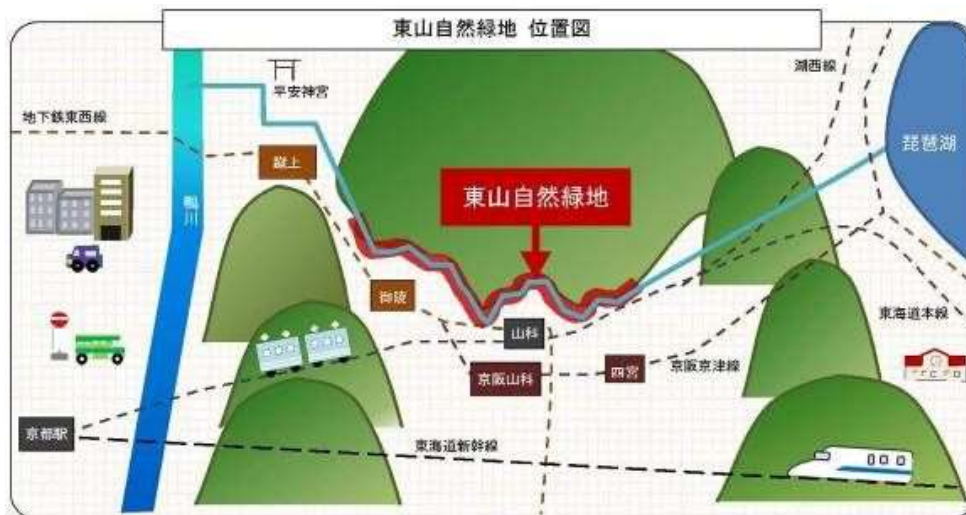 東山自然緑地 位置図
平安神宮
湖西線
地下鉄東西線
琵琶湖
蹴上
東山自然緑地
鴨川
御陵
東海道本線
山科
京阪山科
四宮
京阪京津線
京都駅
東海道新幹線